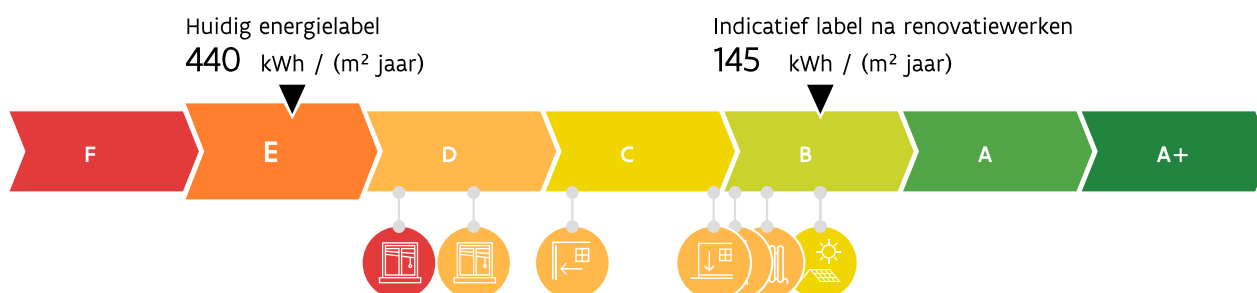 Huidig energielabel
440 kWh / (m² jaar)
Indicatief label na renovatiewerken
145 kWh / (m² jaar)
F E D C B A A+